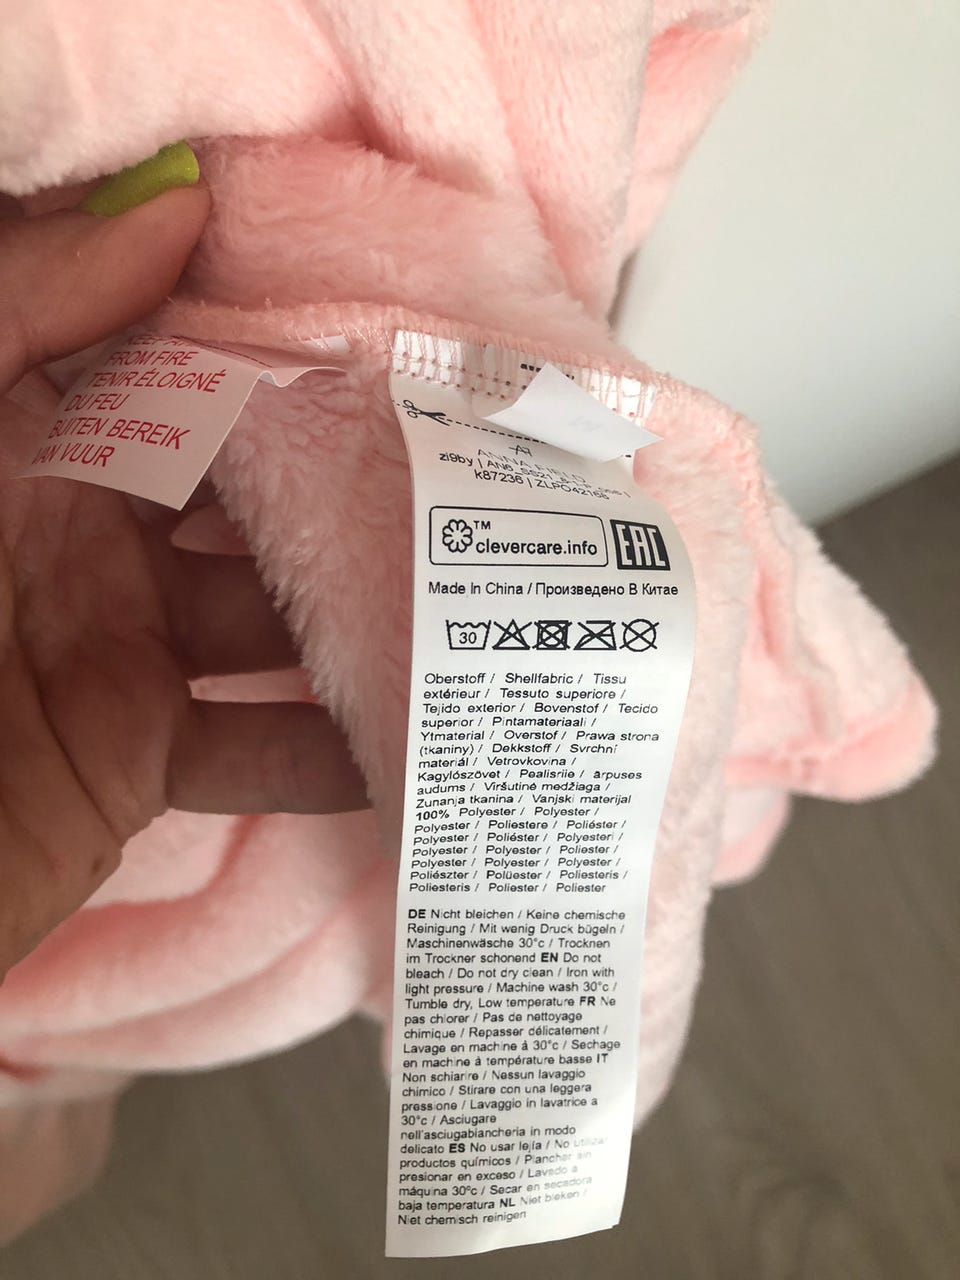 KEEP
FROM FIRE
TENIR ÉLOIGNÉ
DU FEU
BUITEN BEREIK
VAN VUUR
M
ANNA FIELD
zi9by |
k87236 | ZLPO42168
™
clevercare.info
EAC
Made In China / Произведено В Китае
30
Oberstoff / Shellfabric / Tissu
extérieur / Tessuto superiore /
Tejido exterior / Bovenstof / Tecido
superior / Pintamateriaali /
Ytmaterial / Overstof / Prawa strona
(tkaniny) / Dekkstoff / Svrchní
materiál / Vetrovkovina /
Kagylószövet / Pealisriie / ārpuses
audums / Viršutinė medžiaga /
Zunanja tkanina / Vanjski materijal
100% Polyester / Polyester /
Polyester / Poliestere / Poliéster /
Polyester / Poliéster / Polyesteri /
Polyester / Polyester / Poliester /
Polyester / Polyester / Polyester /
Poliészter / Polüester / Poliesteris /
Poliesteris / Poliester / Poliester
DE Nicht bleichen / Keine chemische
Reinigung / Mit wenig Druck bügeln /
Maschinenwäsche 30°c / Trocknen
im Trockner schonend EN Do not
bleach / Do not dry clean / Iron with
light pressure / Machine wash 30°c /
Tumble dry, Low temperature FR Ne
pas chlorer / Pas de nettoyage
chimique / Repasser délicatement /
Lavage en machine à 30°c / Sechage
en machine à température basse IT
Non schiarire / Nessun lavaggio
chimico / Stirare con una leggera
pressione / Lavaggio in lavatrice a
30°c / Asciugare
nell'asciugabiancheria in modo
delicato ES No usar lejía / No utilizar
productos químicos / Planchar sin
presionar en exceso / Lavado a
máquina 30ºc / Secar en secadora
baja temperatura NL Niet bleken /
Niet chemisch reinigen